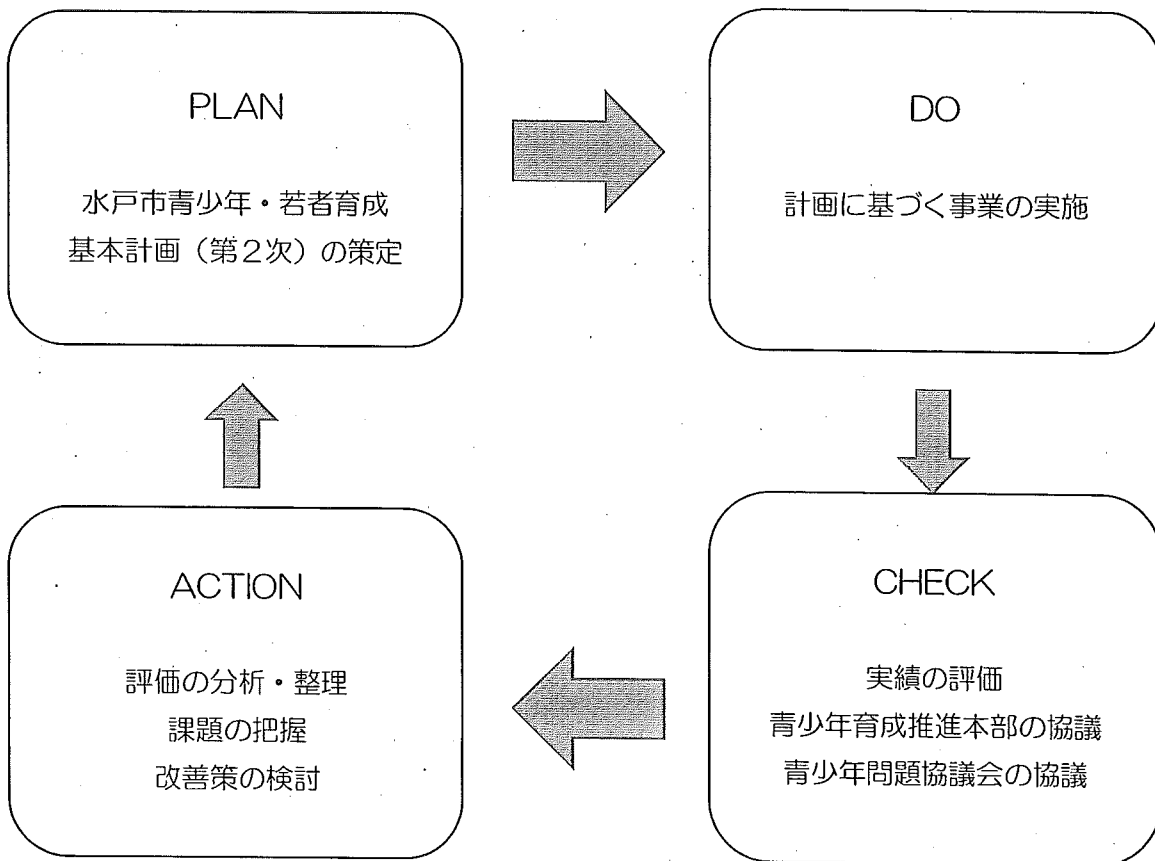 PLAN
水戸市青少年・若者育成
基本計画（第２次）の策定
DO
計画に基づく事業の実施
CHECK
実績の評価
青少年育成推進本部の協議
青少年問題協議会の協議
ACTION
評価の分析・整理
課題の把握
改善策の検討